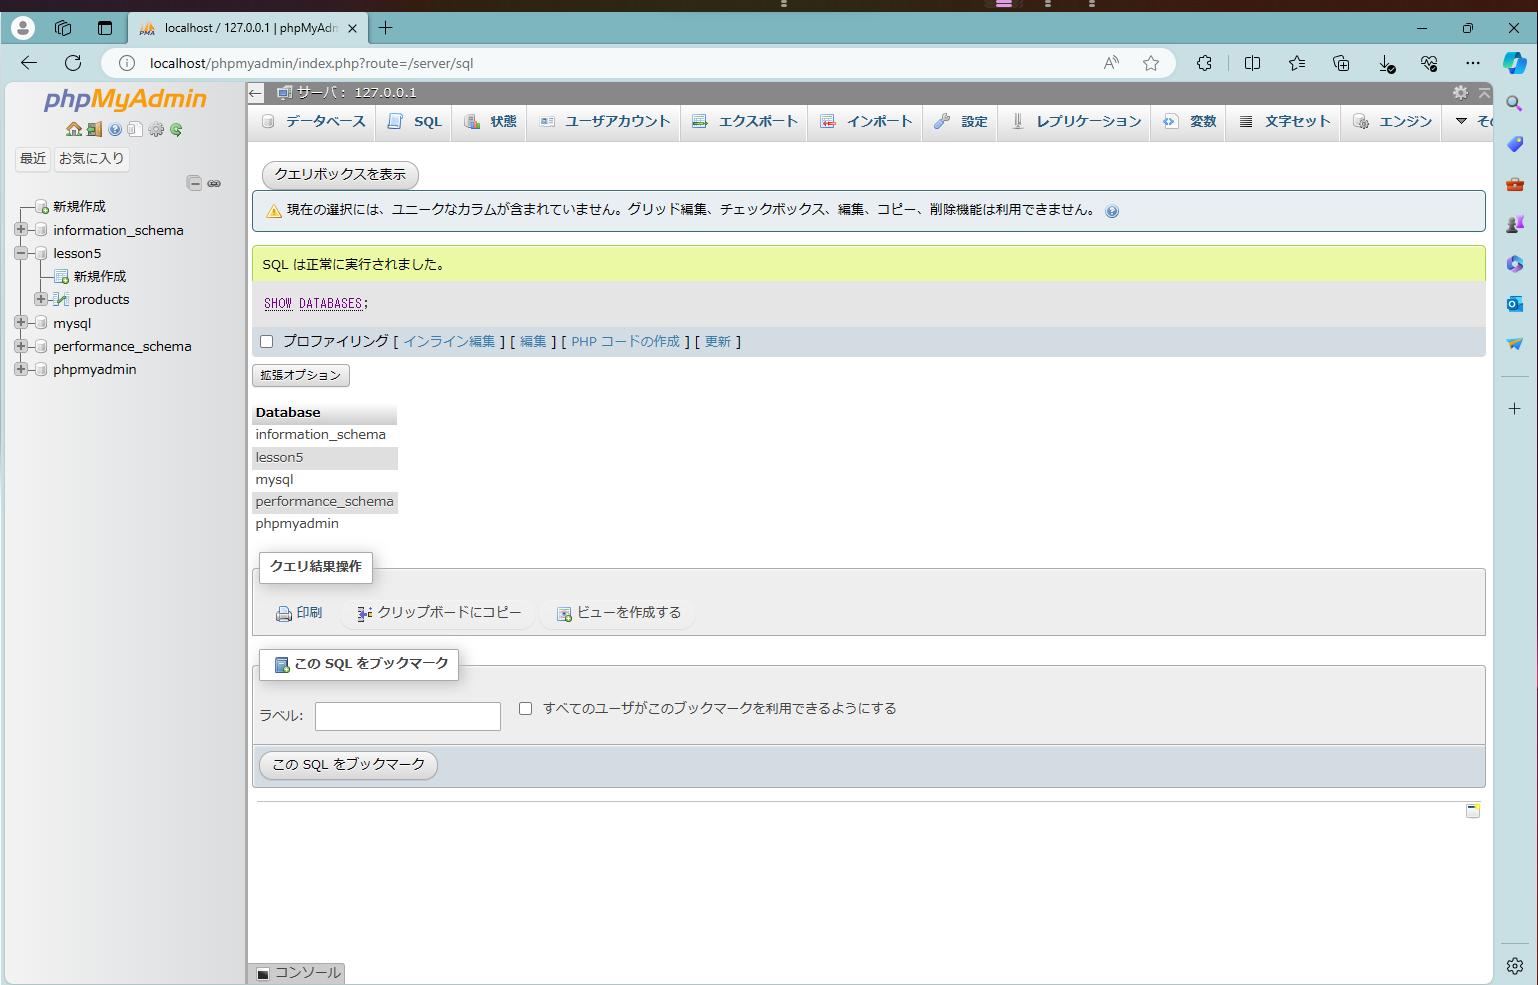 localhost / 127.0.0.1 | phpMyAdm
localhost/phpmyadmin/index.php?route=/server/sql
phpMyAdmin
最近 お気に入り
新規作成
information_schema
lesson5
新規作成
products
mysql
performance_schema
phpmyadmin
サーバ: 127.0.0.1
データベース SQL 状態 ユーザアカウント エクスポート インポート 設定 レプリケーション 変数 文字セット エンジン その
クエリボックスを表示
現在の選択には、ユニークなカラムが含まれていません。グリッド編集、チェックボックス、編集、コピー、削除機能は利用できません。
SQL は正常に実行されました。
SHOW DATABASES;
プロファイリング [ インライン編集 ] [ 編集 ] [ PHP コードの作成 ] [ 更新 ]
拡張オプション
Database
information_schema
lesson5
mysql
performance_schema
phpmyadmin
クエリ結果操作
印刷 クリップボードにコピー ビューを作成する
この SQL をブックマーク
ラベル: すべてのユーザがこのブックマークを利用できるようにする
この SQL をブックマーク
コンソール